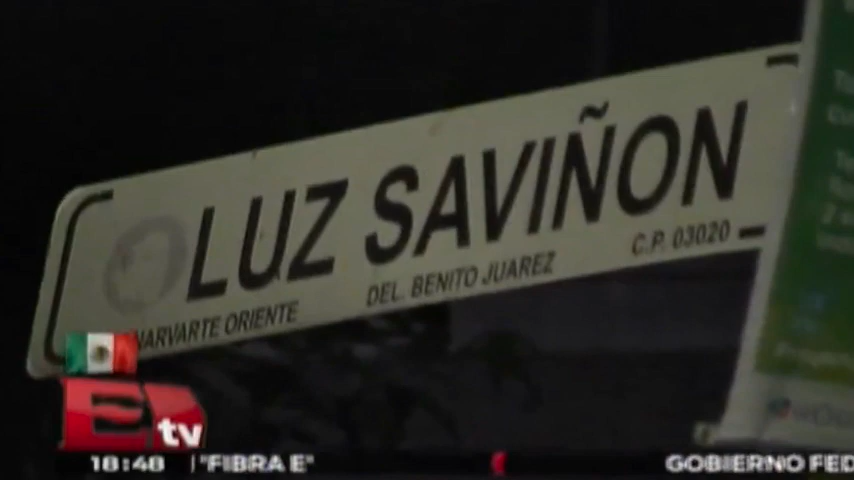 LUZ SAVIÑON
NARVARTE ORIENTE
DEL. BENITO JUAREZ
C.P. 03020
E tv
18:48 "FIBRA E" GOBIERNO FED